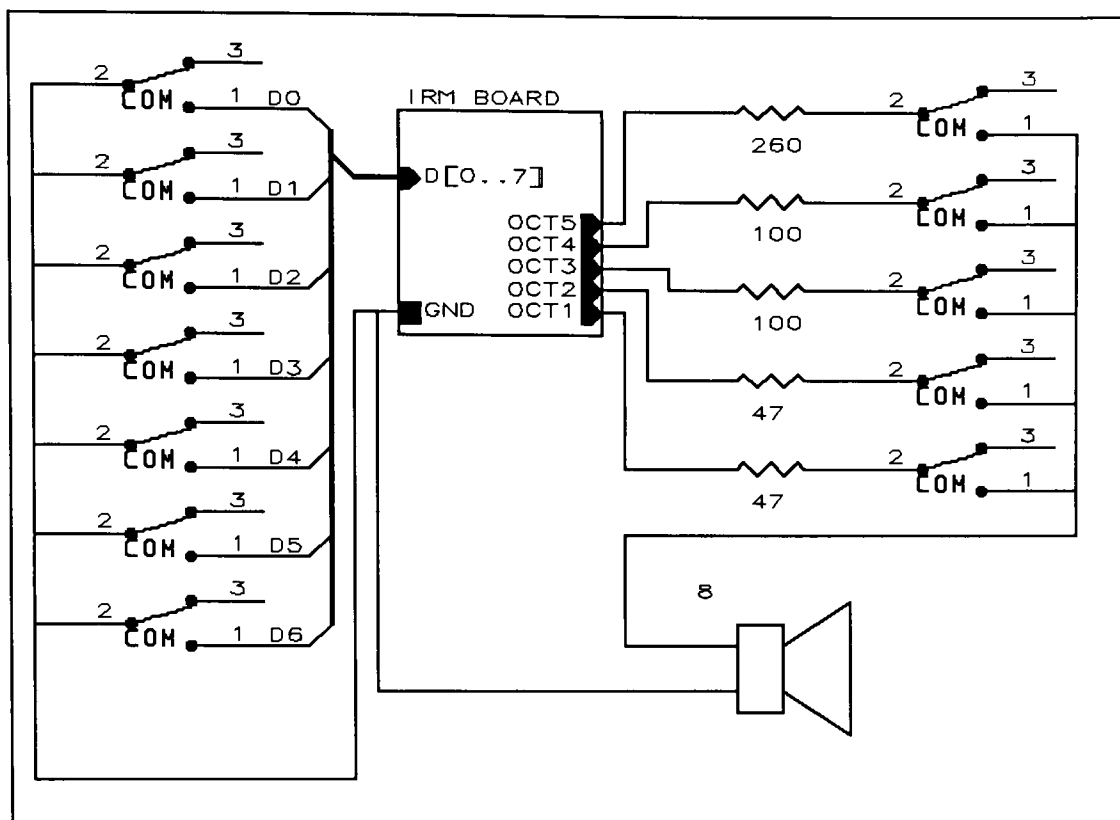 3
2
COM 1 D0
3
2
COM 1 D1
3
2
COM 1 D2
3
2
COM 1 D3
3
2
COM 1 D4
3
2
COM 1 D5
3
2
COM 1 D6
IRM BOARD
D[0..7]
OCT5
OCT4
OCT3
OCT2
GND OCT1
260
2 3
COM 1
100
2 3
COM 1
100
2 3
COM 1
47
2 3
COM 1
47
2 3
COM 1
8